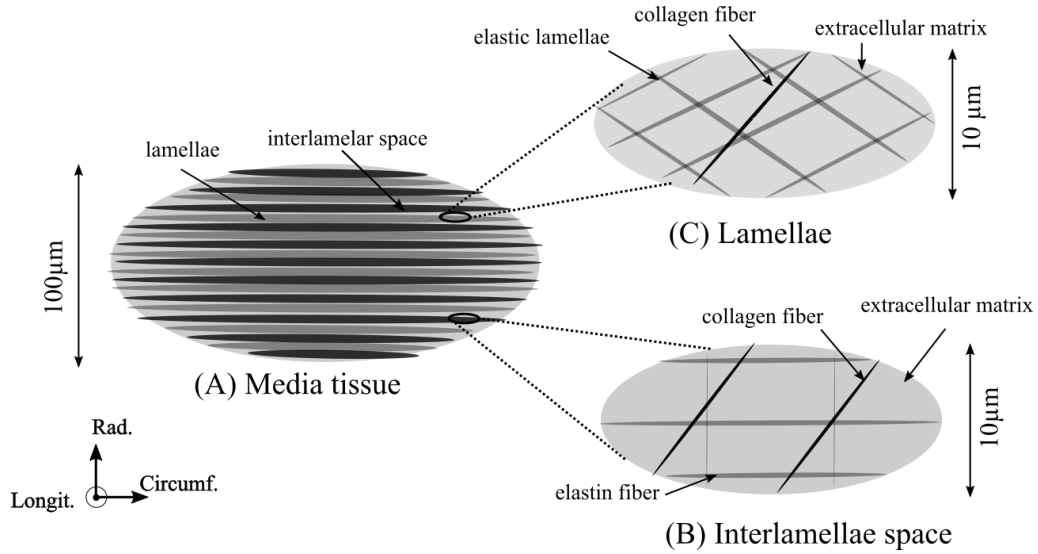 collagen fiber
elastic lamellae
extracellular matrix
10 µm
(C) Lamellae
interlamelar space
lamellae
100µm
(A) Media tissue
extracellular matrix
collagen fiber
10µm
elastin fiber
(B) Interlamellae space
Rad.
Circumf.
Longit.